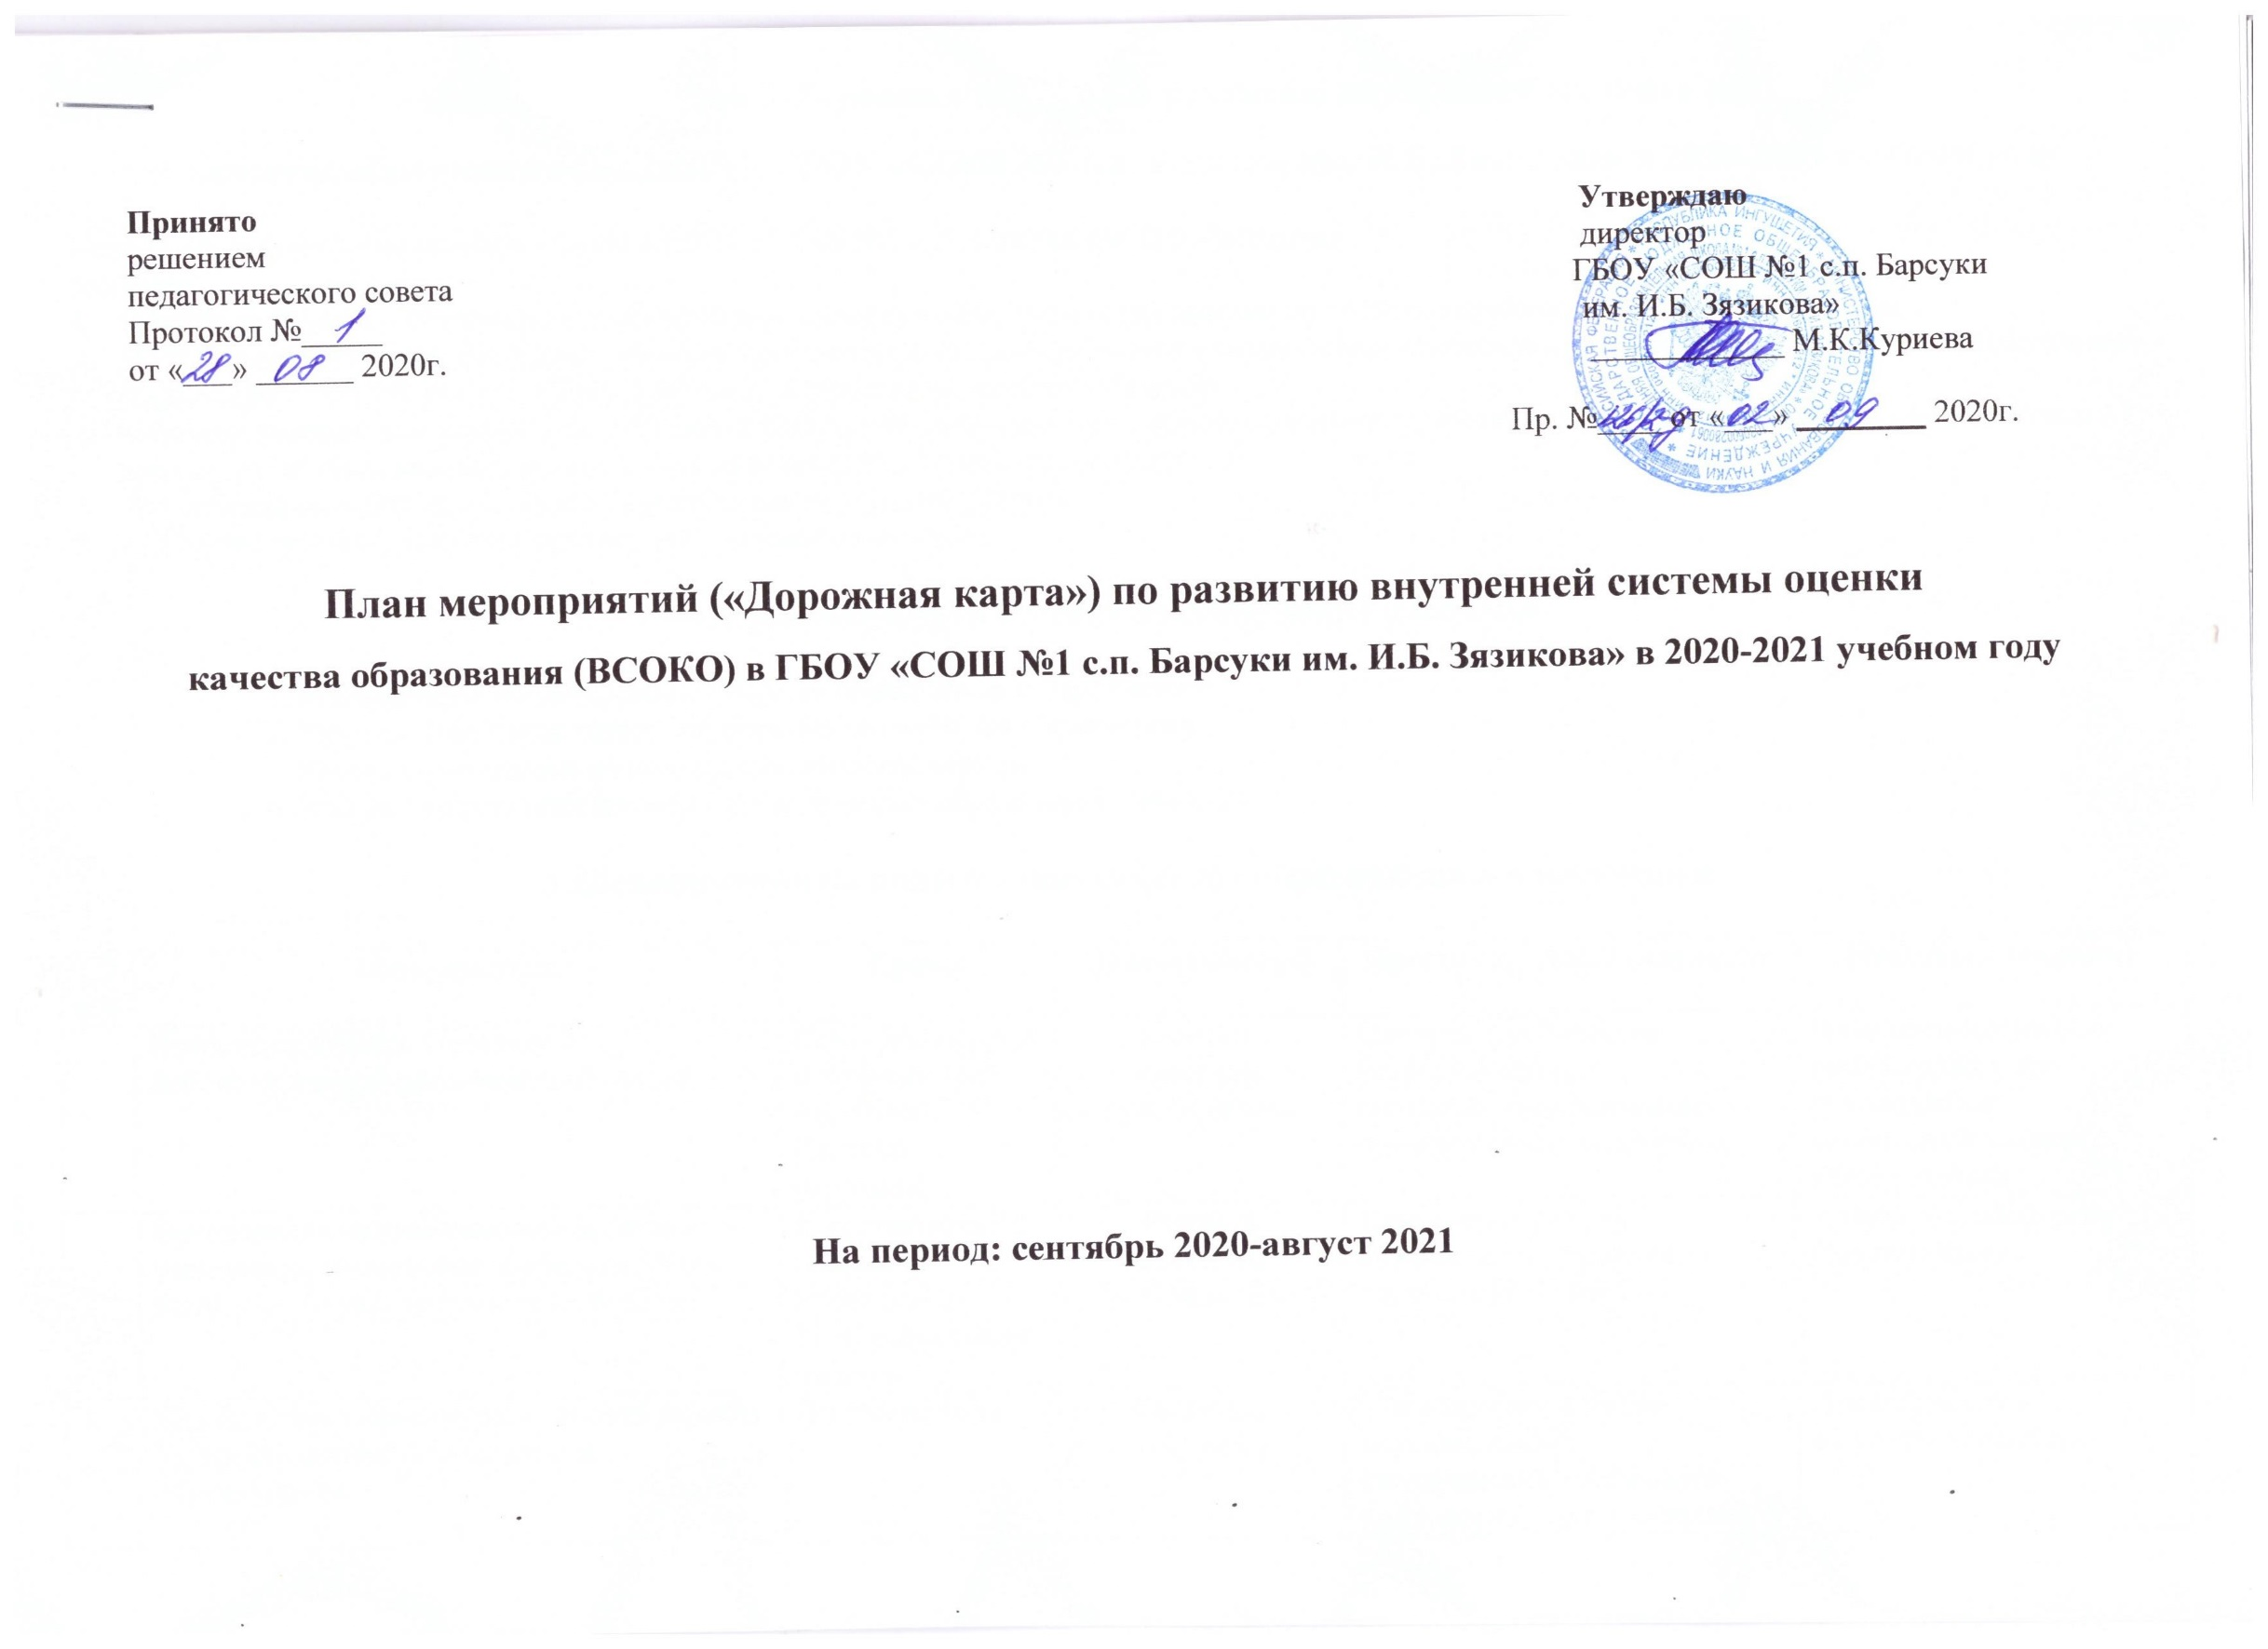 Принято
решением
педагогического совета
Протокол № 1
от «28» 08 2020г.
Утверждаю
директор
ГБОУ «СОШ №1 с.п. Барсуки
им. И.Б. Зязикова»
М.К.Куриева
Пр. № от «02» 09 2020г.
План мероприятий («Дорожная карта») по развитию внутренней системы оценки
качества образования (ВСОКО) в ГБОУ «СОШ №1 с.п. Барсуки им. И.Б. Зязикова» в 2020-2021 учебном году
На период: сентябрь 2020-август 2021